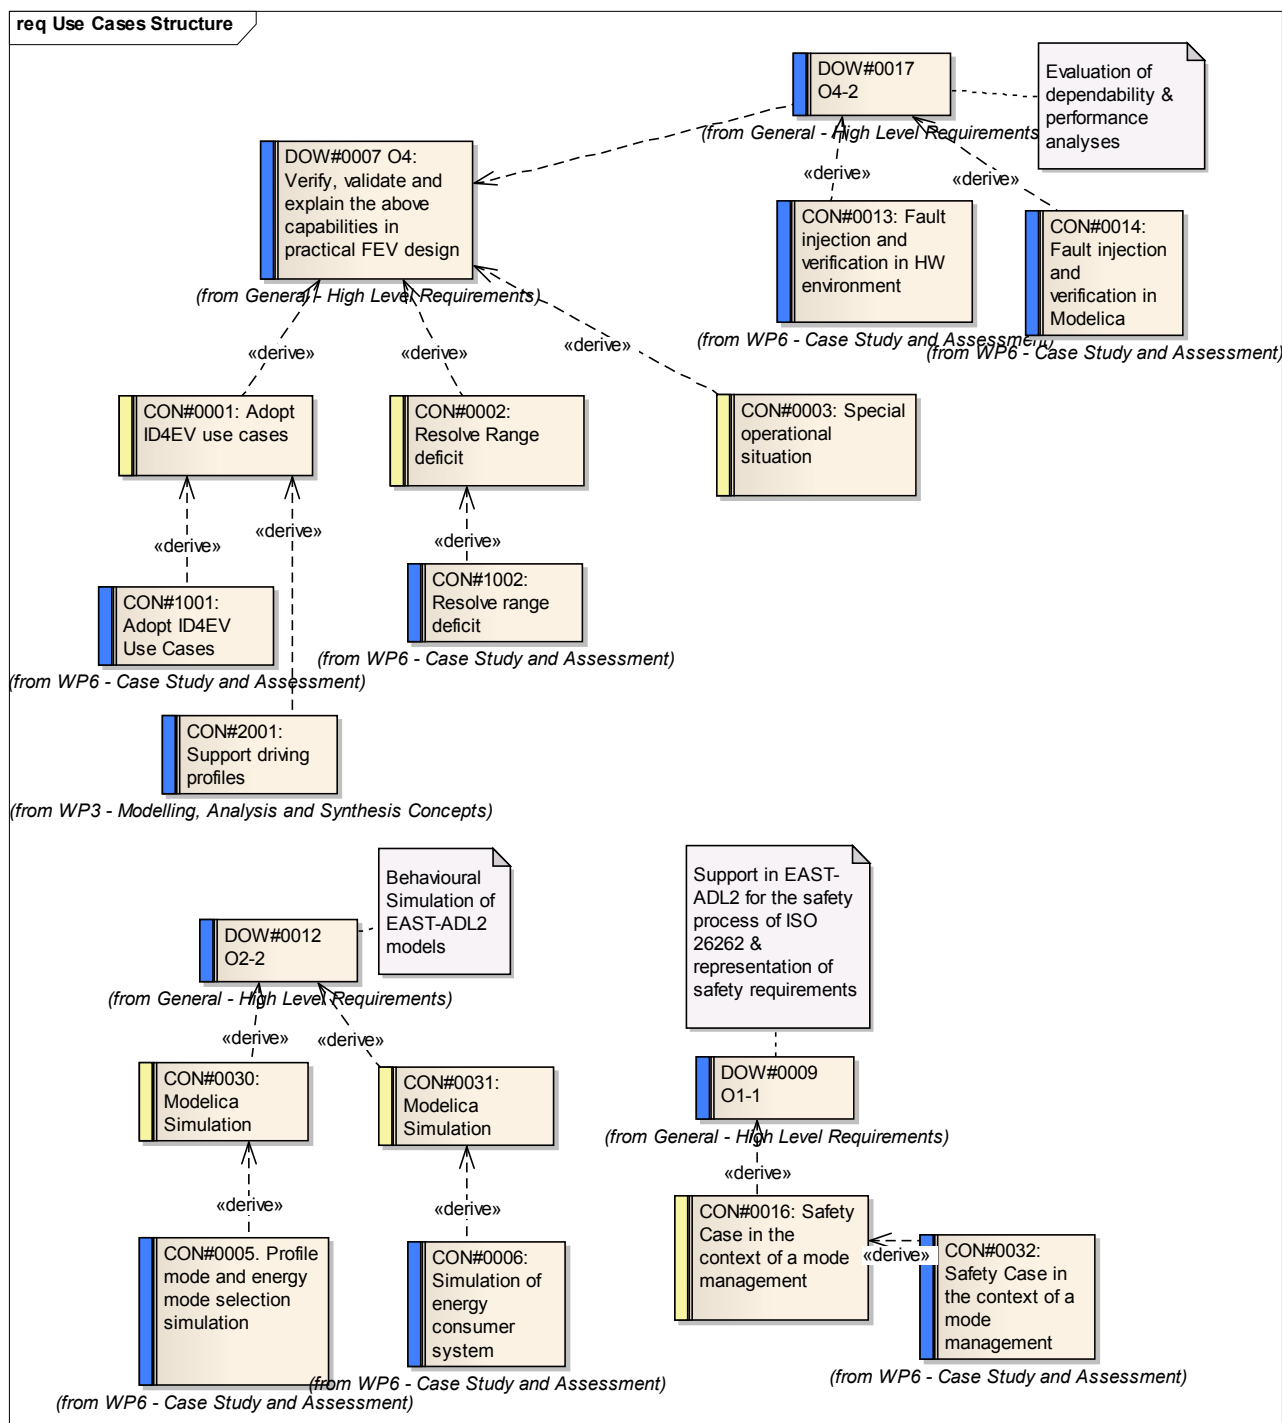 req Use Cases Structure
DOW#0017
O4-2
(from General - High Level Requirements
Evaluation of
dependability &
performance
analyses
DOW#0007 O4:
Verify, validate and
explain the above
capabilities in
practical FEV design
(from General - High Level Requirements)
«derive»
«derive»
CON#0013: Fault
injection and
verification in HW
environment
(from WP6 - Case Study and Assessment)
CON#0014:
Fault injection
and
verification in
Modelica
(from WP6 - Case Study and Assessment)
«derive»
«derive»
«derive»
CON#0001: Adopt
ID4EV use cases
CON#0002:
Resolve Range
deficit
CON#0003: Special
operational
situation
«derive»
«derive»
«derive»
CON#1001:
Adopt ID4EV
Use Cases
(from WP6 - Case Study and Assessment)
CON#1002:
Resolve range
deficit
(from WP6 - Case Study and Assessment)
CON#2001:
Support driving
profiles
(from WP3 - Modelling, Analysis and Synthesis Concepts)
Behavioural
Simulation of
EAST-ADL2
models
DOW#0012
O2-2
(from General - High Level Requirements)
«derive»
«derive»
CON#0030:
Modelica
Simulation
CON#0031:
Modelica
Simulation
«derive»
«derive»
CON#0005. Profile
mode and energy
mode selection
simulation
(from WP6 - Case Study and Assessment)
CON#0006:
Simulation of
energy
consumer
system
(from WP6 - Case Study and Assessment)
Support in EAST-
ADL2 for the safety
process of ISO
26262 &
representation of
safety requirements
DOW#0009
O1-1
(from General - High Level Requirements)
«derive»
CON#0016: Safety
Case in the
context of a mode
management
«derive»
CON#0032:
Safety Case in
the context of a
mode
management
(from WP6 - Case Study and Assessment)